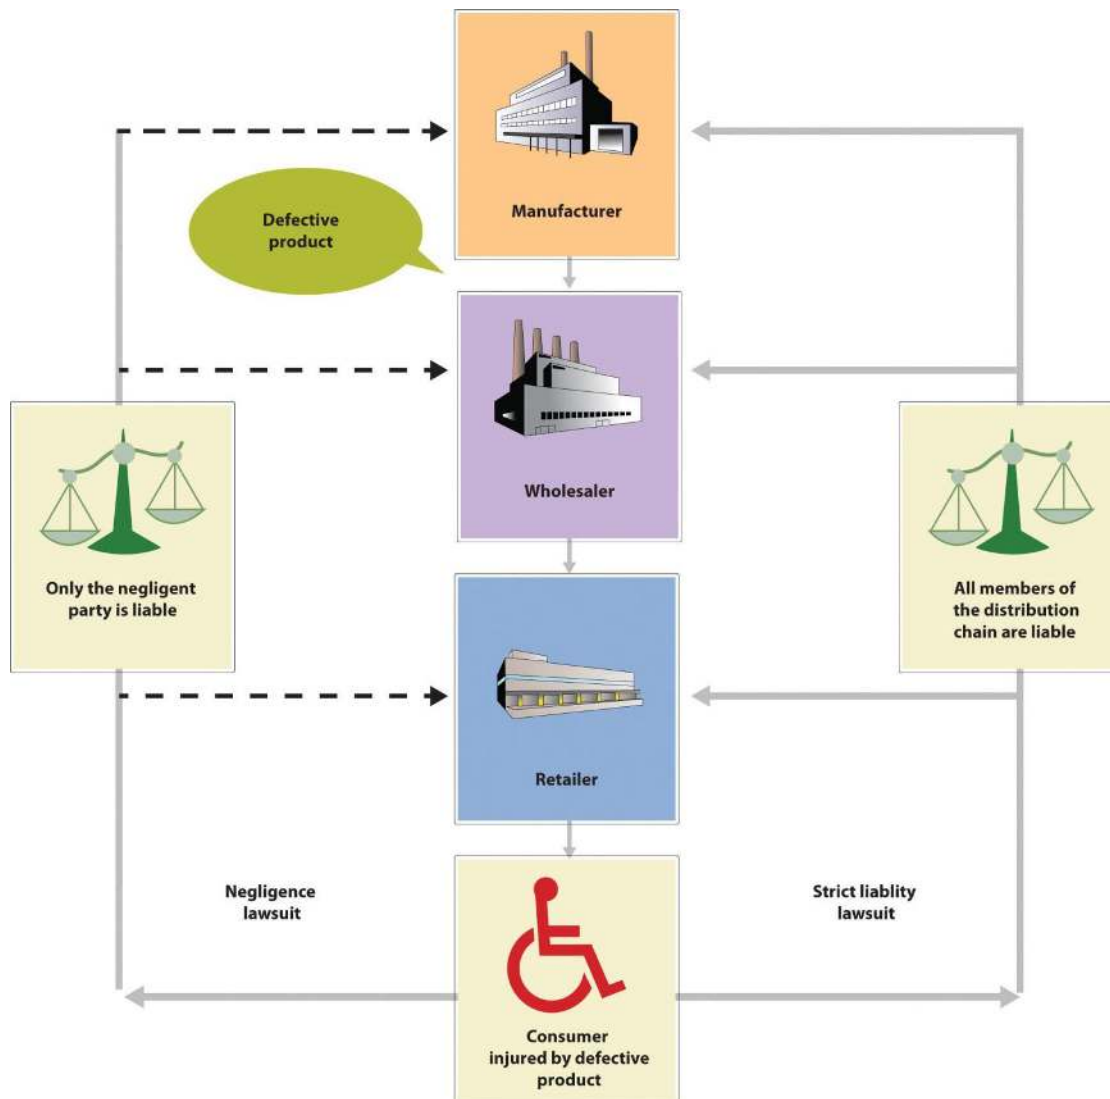 Manufacturer
Defective
product
Wholesaler
Only the negligent
party is liable
All members of
the distribution
chain are liable
Retailer
Negligence
lawsuit
Strict liablity
lawsuit
Consumer
injured by defective
product